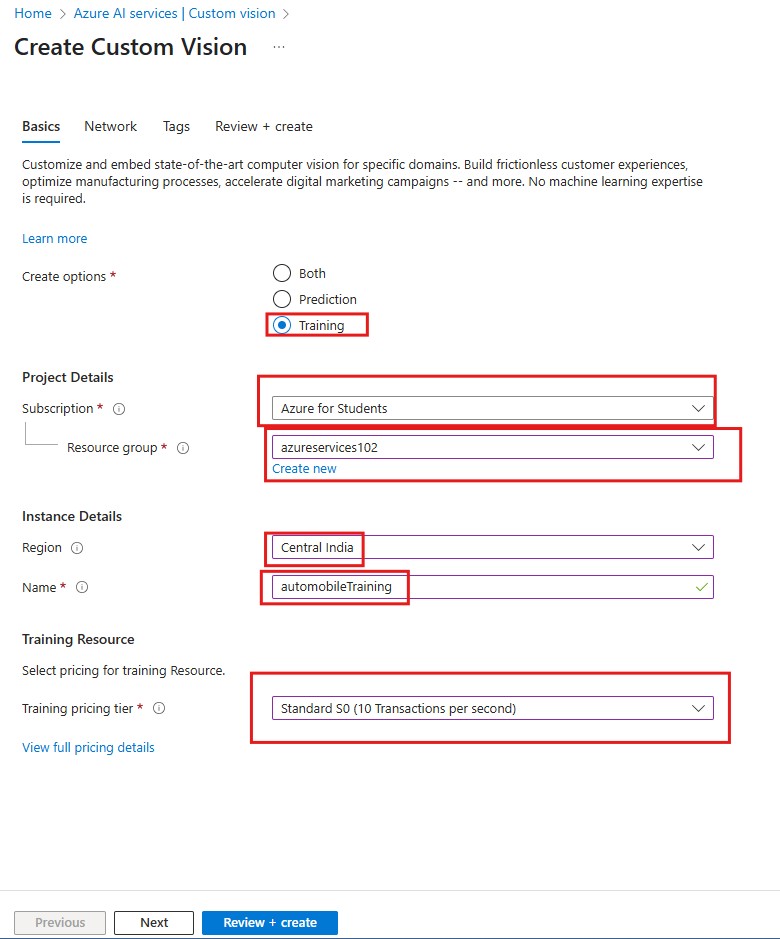 Home > Azure AI services | Custom vision >
Create Custom Vision ...
Basics Network Tags Review + create
Customize and embed state-of-the-art computer vision for specific domains. Build frictionless customer experiences,
optimize manufacturing processes, accelerate digital marketing campaigns -- and more. No machine learning expertise
is required.
Learn more
Create options *
Both
Prediction
Training
Project Details
Subscription *
Azure for Students
Resource group *
azureservices102
Create new
Instance Details
Region
Central India
Name *
automobileTraining
Training Resource
Select pricing for training Resource.
Training pricing tier *
Standard S0 (10 Transactions per second)
View full pricing details
Previous Next Review + create